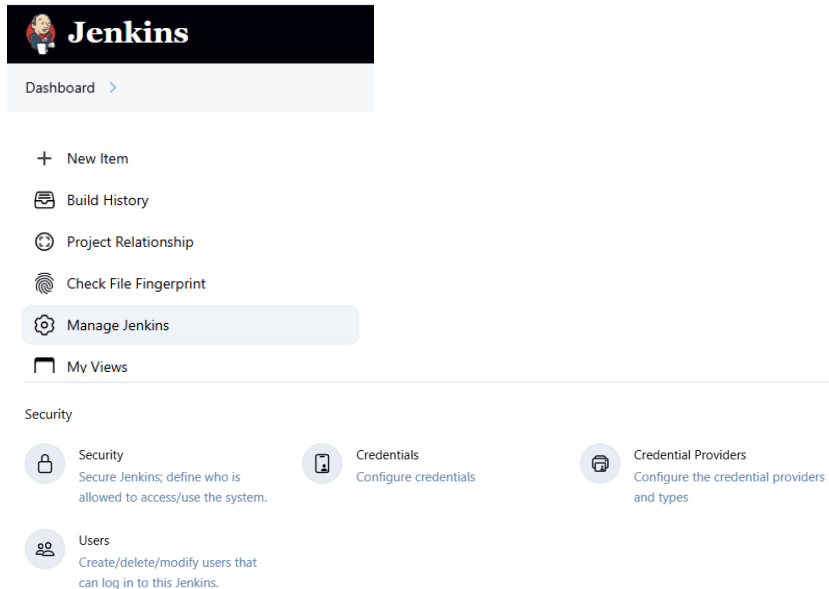 Jenkins
Dashboard
New Item
Build History
Project Relationship
Check File Fingerprint
Manage Jenkins
My Views
Security
Security
Secure Jenkins; define who is
allowed to access/use the system.
Credentials
Configure credentials
Credential Providers
Configure the credential providers
and types
Users
Create/delete/modify users that
can log in to this Jenkins.